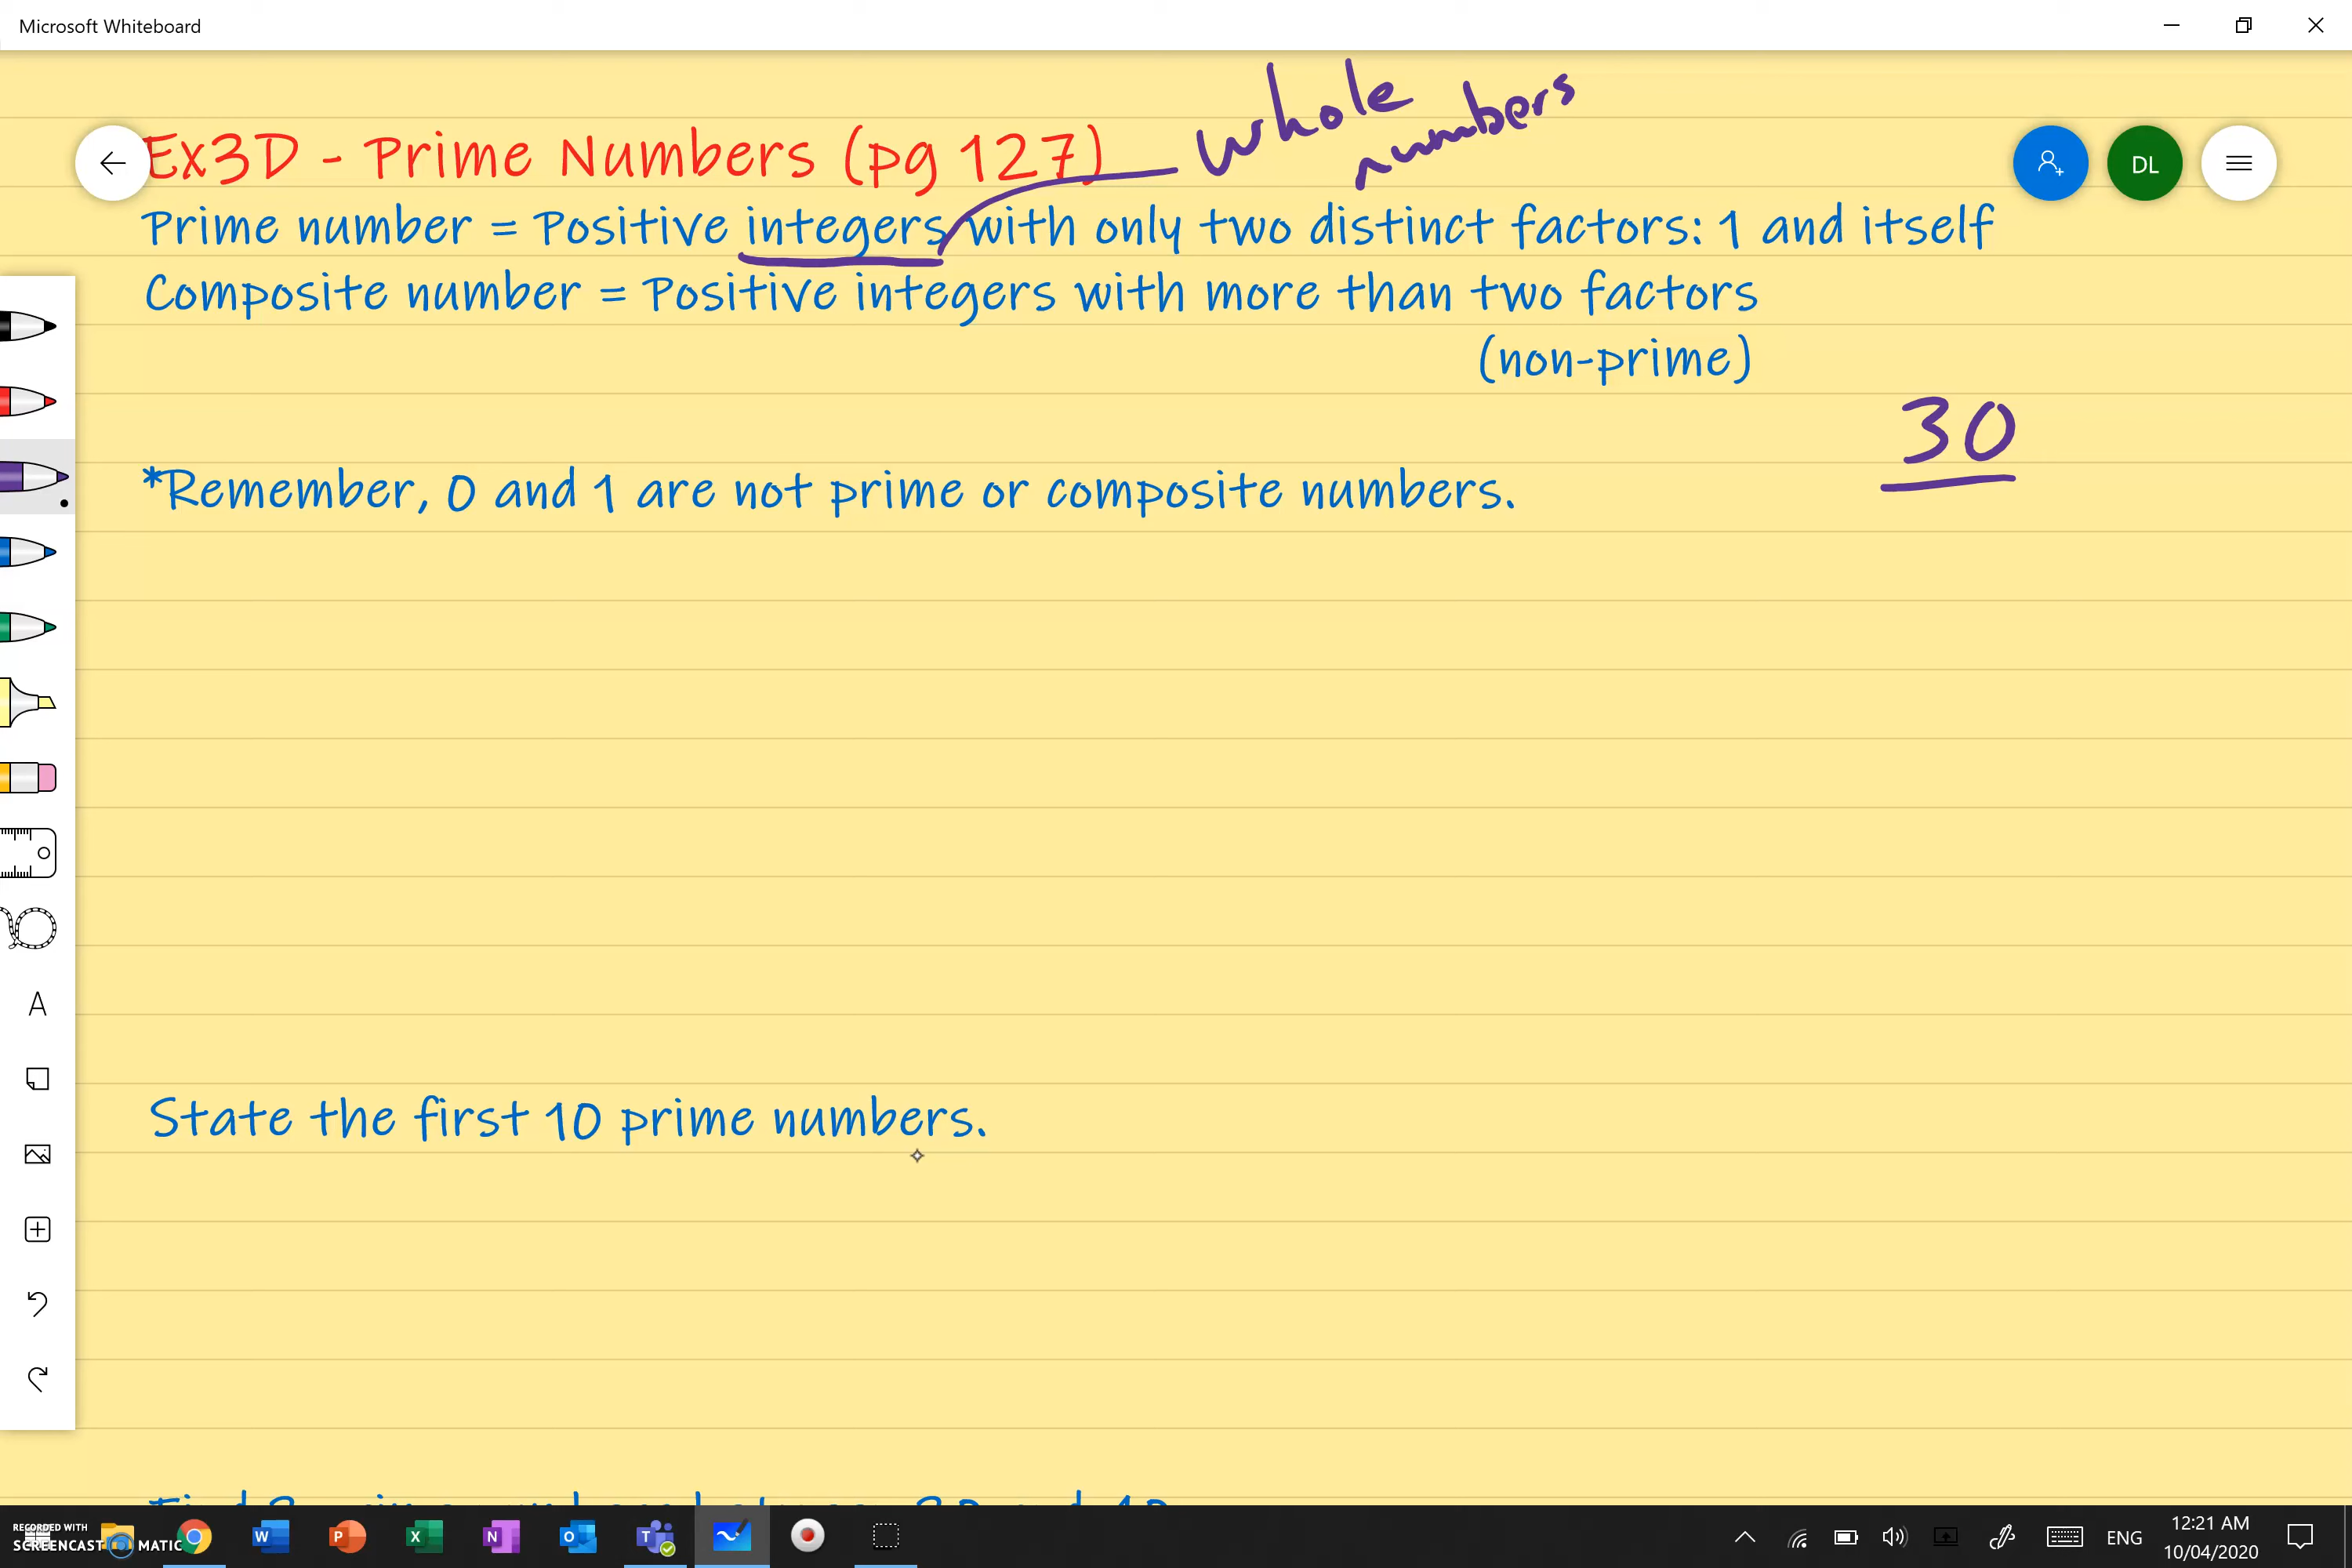 Microsoft Whiteboard
whole
numbers
Ex3D - Prime Numbers (pg 127)
DL
Prime number = Positive integers with only two distinct factors: 1 and itself
Composite number = Positive integers with more than two factors
(non-prime)
30
*Remember, 0 and 1 are not prime or composite numbers.
A
State the first 10 prime numbers.
RECORDED WITH
SCREENCAST MATIC
W
P
X
N
O
T
ENG
12:21 AM
10/04/2020